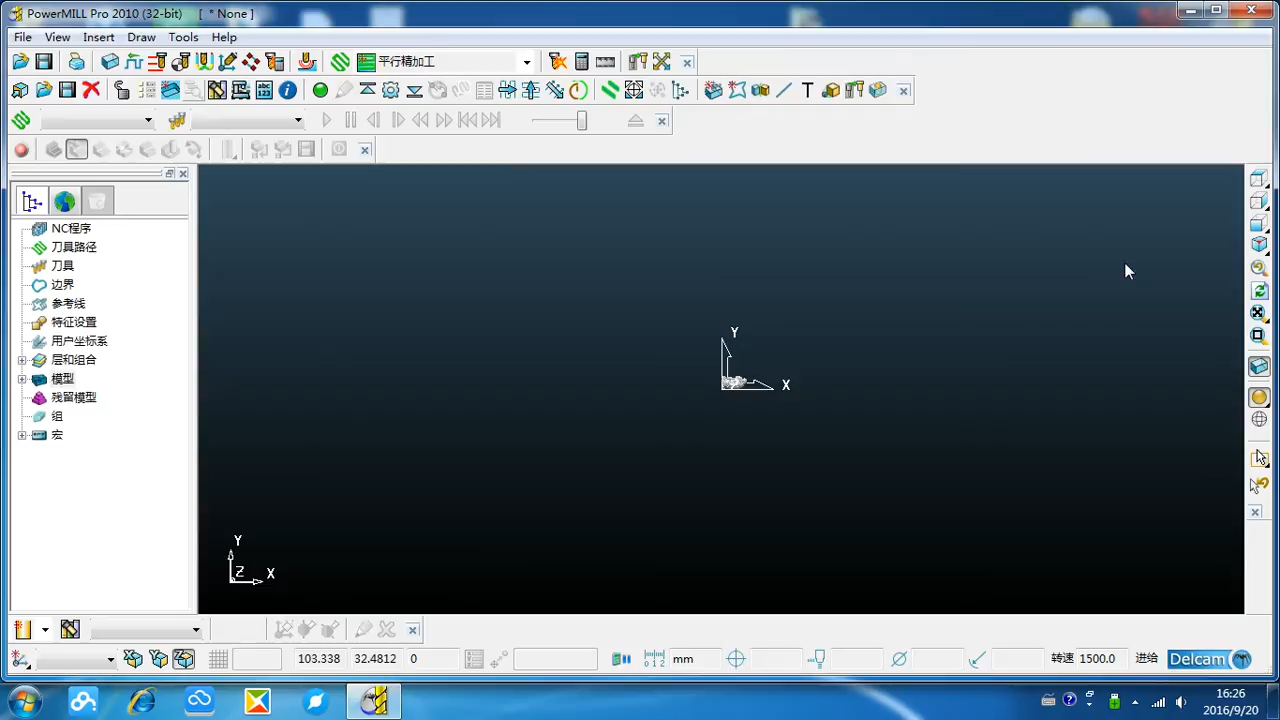 PowerMILL Pro 2010 (32-bit) [ * None ]
File View Insert Draw Tools Help
平行精加工
NC程序
刀具路径
刀具
边界
参考线
特征设置
用户坐标系
层和组合
模型
残留模型
组
宏
Y
X
Y
Z
X
103.338 32.4812 0 mm 转速 1500.0 进给 Delcam
16:26
2016/9/20